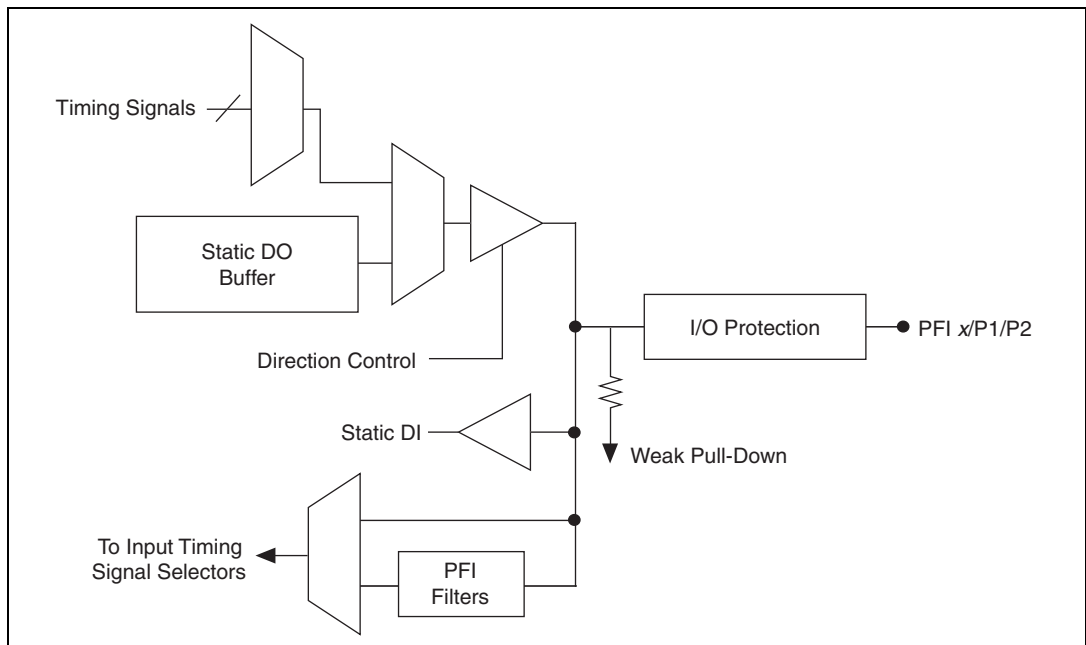 Timing Signals
Static DO
Buffer
I/O Protection
PFI x/P1/P2
Direction Control
Static DI
Weak Pull-Down
To Input Timing
Signal Selectors
PFI
Filters